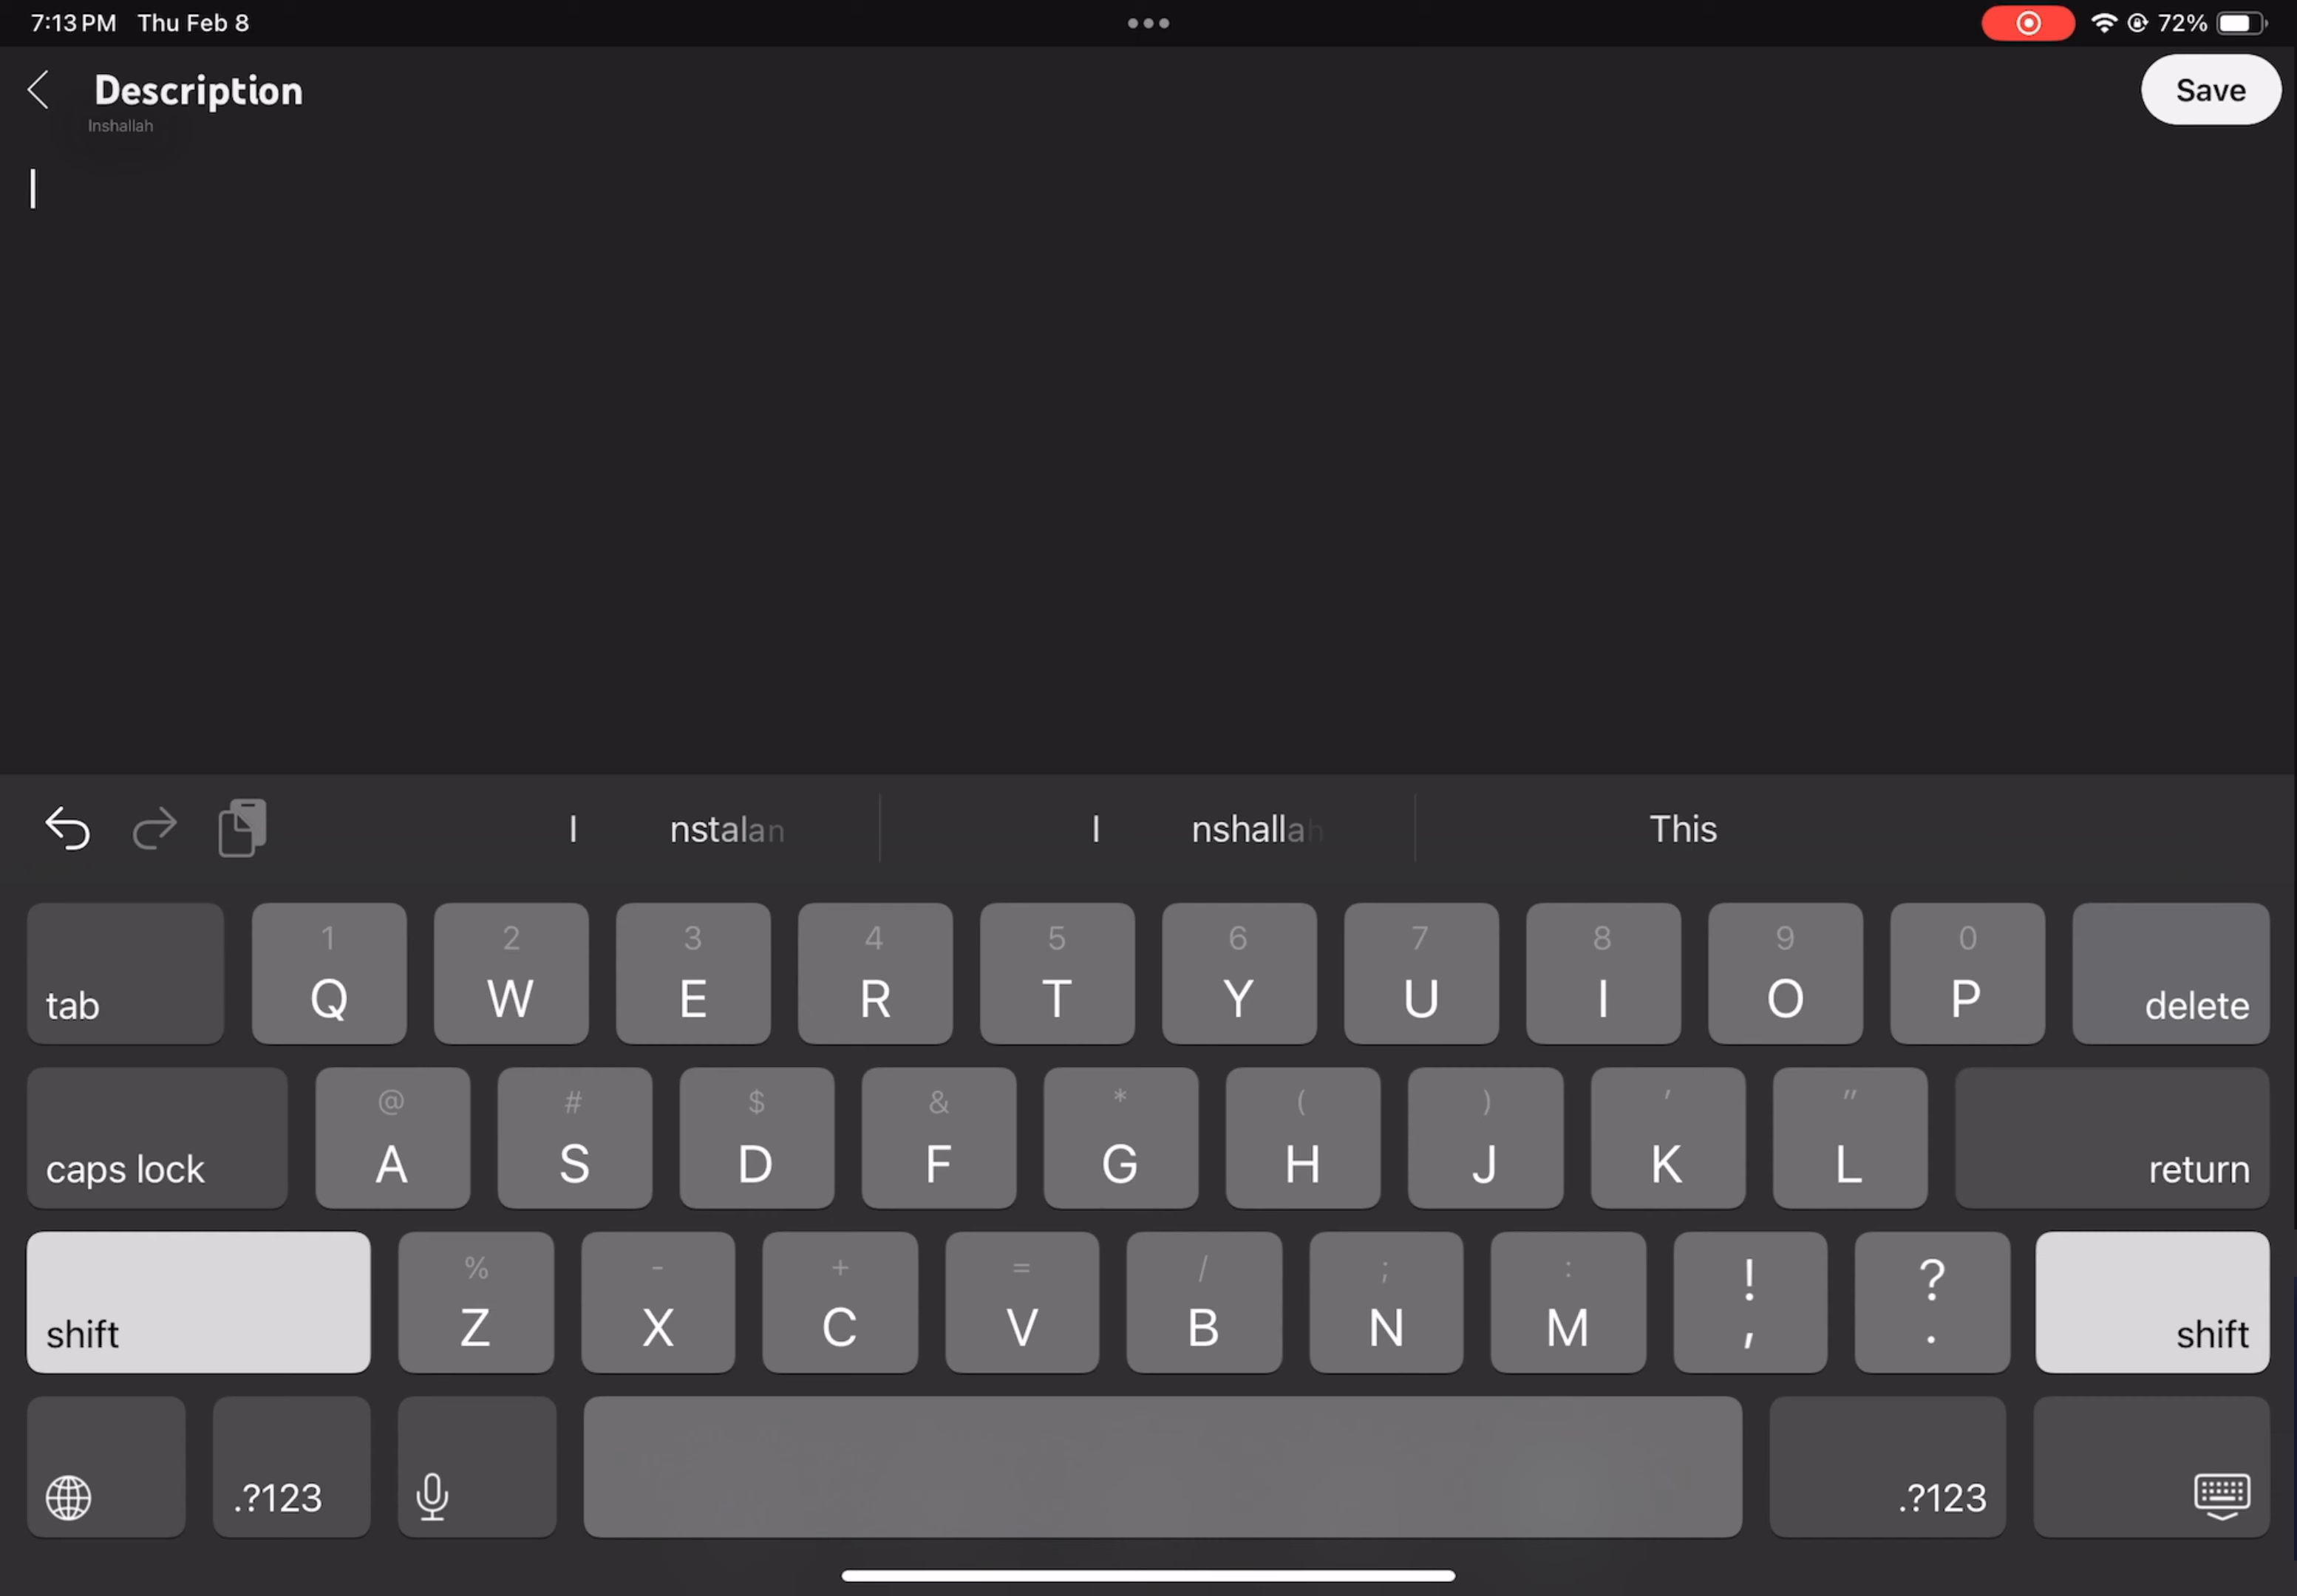 7:13 PM Thu Feb 8 72%
Description Save
Inshallah
I nstalan I nshallah This
tab 1 Q 2 W 3 E 4 R 5 T 6 Y 7 U 8 I 9 O 0 P delete
caps lock @ A # S $ D & F * G ( H ) J ' K " L return
shift % Z - X + C = V / B ; N : M ! , ? . shift
.?123 .?123